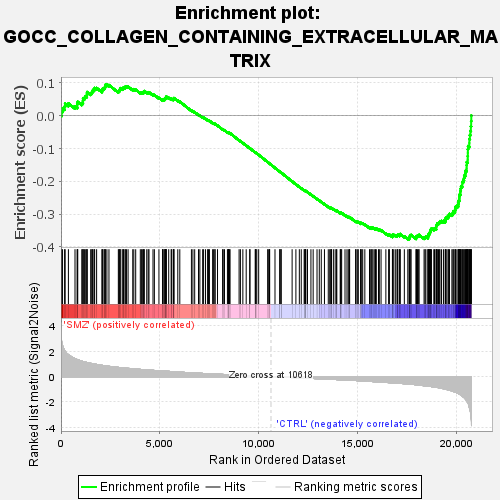 Enrichment plot:
GOCC_COLLAGEN_CONTAINING_EXTRACELLULAR_MA
TRIX
Enrichment score (ES)
0.1
0.0
-0.1
-0.2
-0.3
-0.4
Ranked list metric (Signal2Noise)
4
2
0
-2
-4
'SMZ' (positively correlated)
Zero cross at 10618
'CTRL' (negatively correlated)
0
5,000
10,000
15,000
20,000
Rank in Ordered Dataset
Enrichment profile
Hits
Ranking metric scores